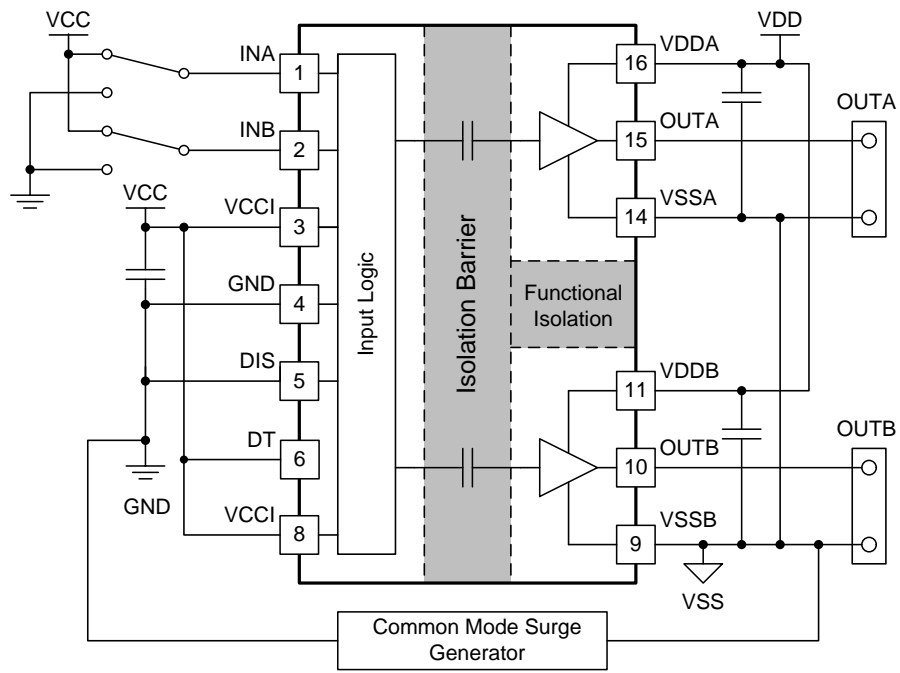 VCC
INA
1
INB
2
VCC
VCCI
3
GND
4
DIS
5
DT
6
GND
VCCI
8
Input Logic
Isolation Barrier
Functional
Isolation
VDDA
16
VDD
OUTA
15
OUTA
VSSA
14
VDDB
11
OUTB
10
OUTB
VSSB
9
VSS
Common Mode Surge
Generator